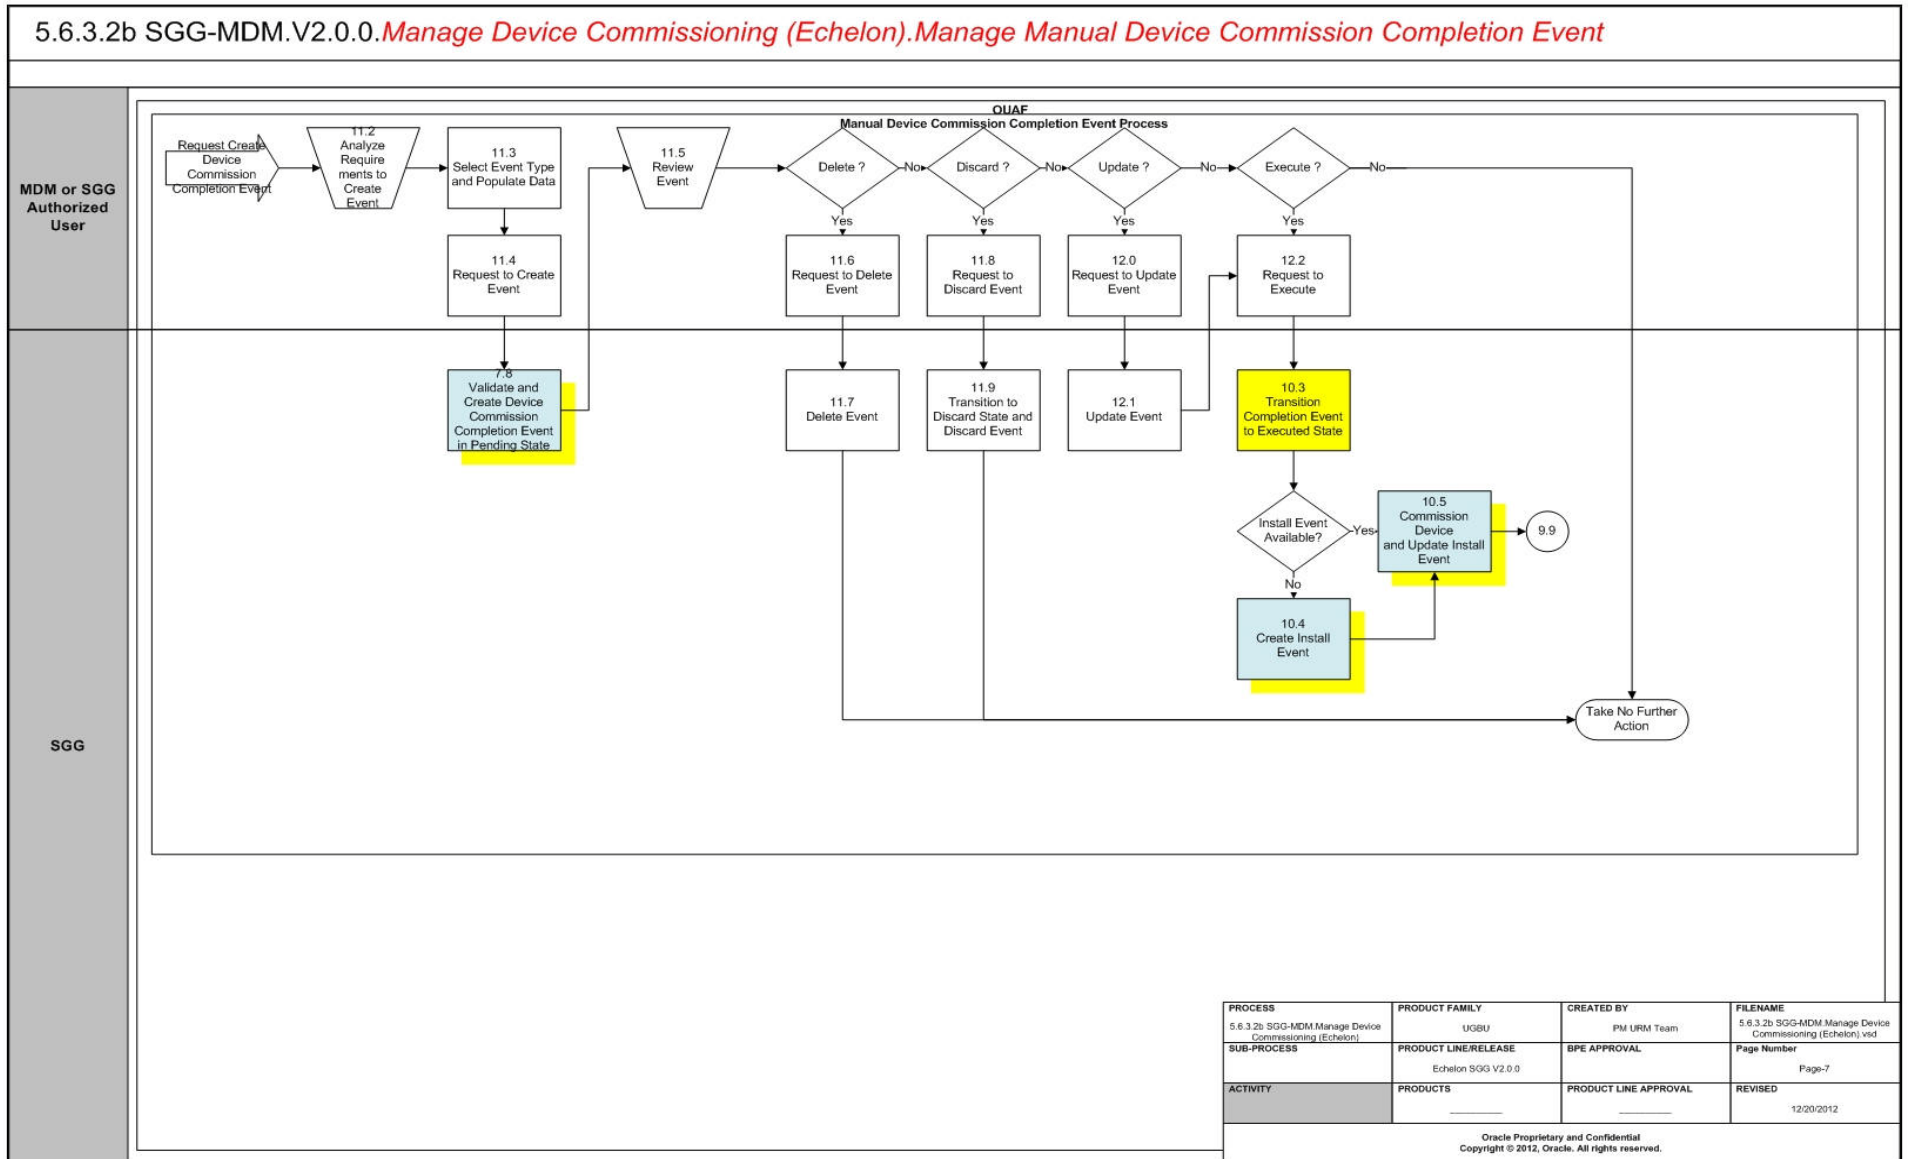 5.6.3.2b SGG-MDM.V2.0.0.Manage Device Commissioning (Echelon).Manage Manual Device Commission Completion Event
OUAF
Manual Device Commission Completion Event Process
MDM or SGG
Authorized
User
Request Create
Device
Commission
Completion Event
11.2
Analyze
Require
ments to
Create
Event
11.3
Select Event Type
and Populate Data
11.5
Review
Event
Delete ?
No
Discard ?
No
Update ?
No
Execute ?
No
Yes
Yes
Yes
Yes
11.4
Request to Create
Event
11.6
Request to Delete
Event
11.8
Request to
Discard Event
12.0
Request to Update
Event
12.2
Request to
Execute
SGG
7.8
Validate and
Create Device
Commission
Completion Event
in Pending State
11.7
Delete Event
11.9
Transition to
Discard State and
Discard Event
12.1
Update Event
10.3
Transition
Completion Event
to Executed State
Install Event
Available?
Yes
10.5
Commission
Device
and Update Install
Event
9.9
No
10.4
Create Install
Event
Take No Further
Action
PROCESS
5.6.3.2b SGG-MDM.Manage Device
Commissioning (Echelon)
PRODUCT FAMILY
UGBU
CREATED BY
PM URM Team
FILENAME
5.6.3.2b SGG-MDM.Manage Device
Commissioning (Echelon).vsd
SUB-PROCESS
PRODUCT LINE/RELEASE
Echelon SGG V2.0.0
BPE APPROVAL
Page Number
Page-7
ACTIVITY
PRODUCTS
PRODUCT LINE APPROVAL
REVISED
12/20/2012
Oracle Proprietary and Confidential
Copyright © 2012, Oracle. All rights reserved.